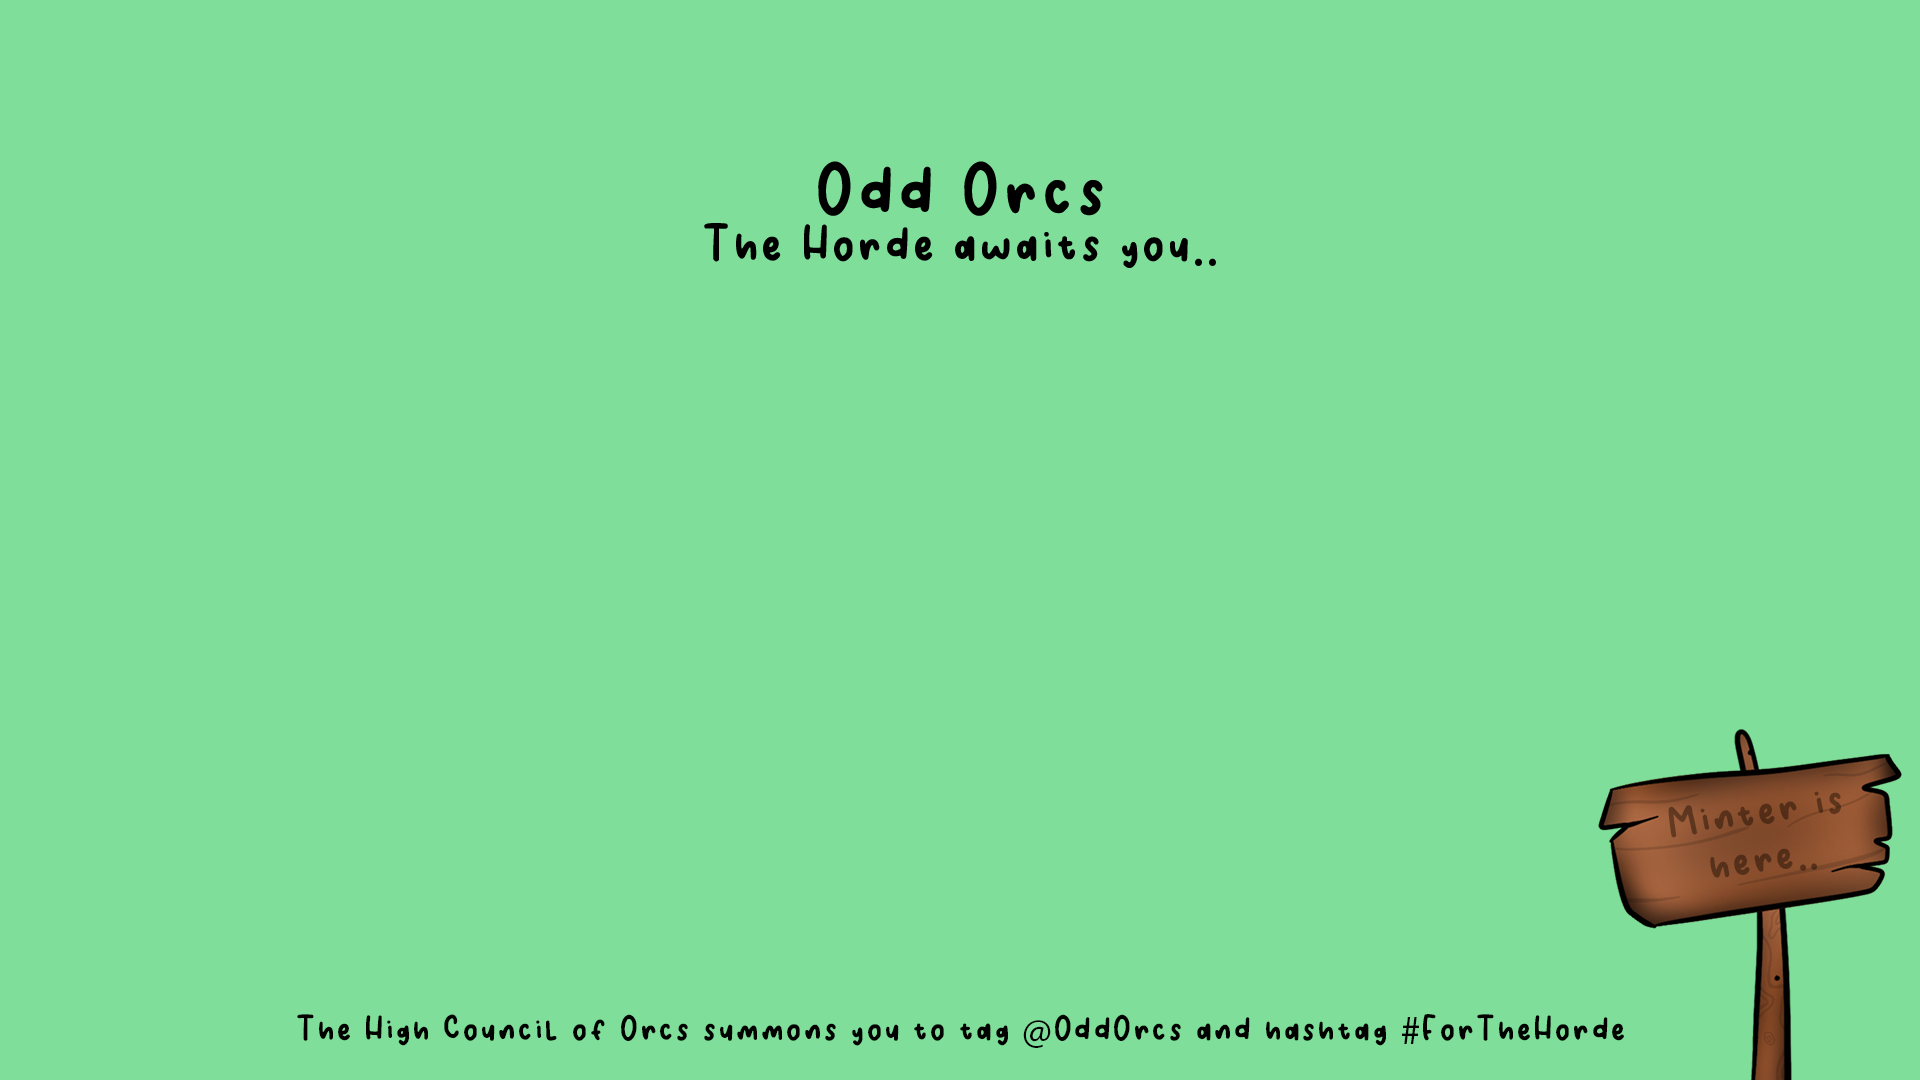 Odd Orcs
The Horde awaits you..
Minter is
here..
The High Council of Orcs summons you to tag @OddOrcs and hashtag #ForTheHorde